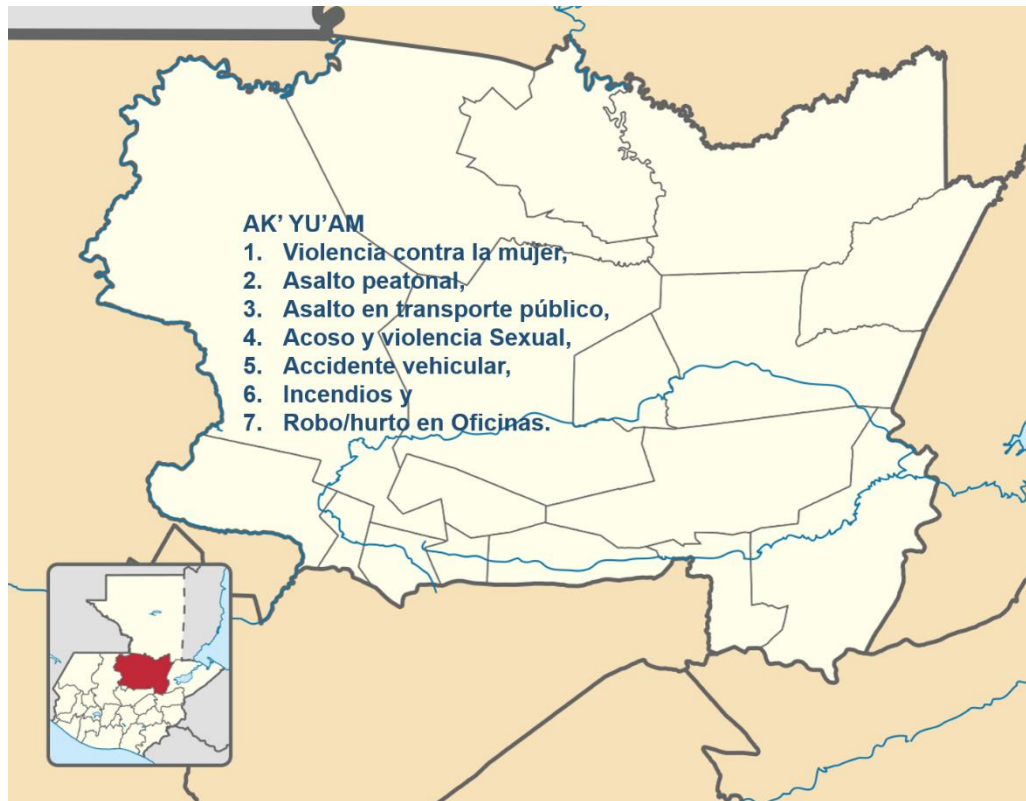 AK’ YU’AM
1. Violencia contra la mujer,
2. Asalto peatonal,
3. Asalto en transporte público,
4. Acoso y violencia Sexual,
5. Accidente vehicular,
6. Incendios y
7. Robo/hurto en Oficinas.